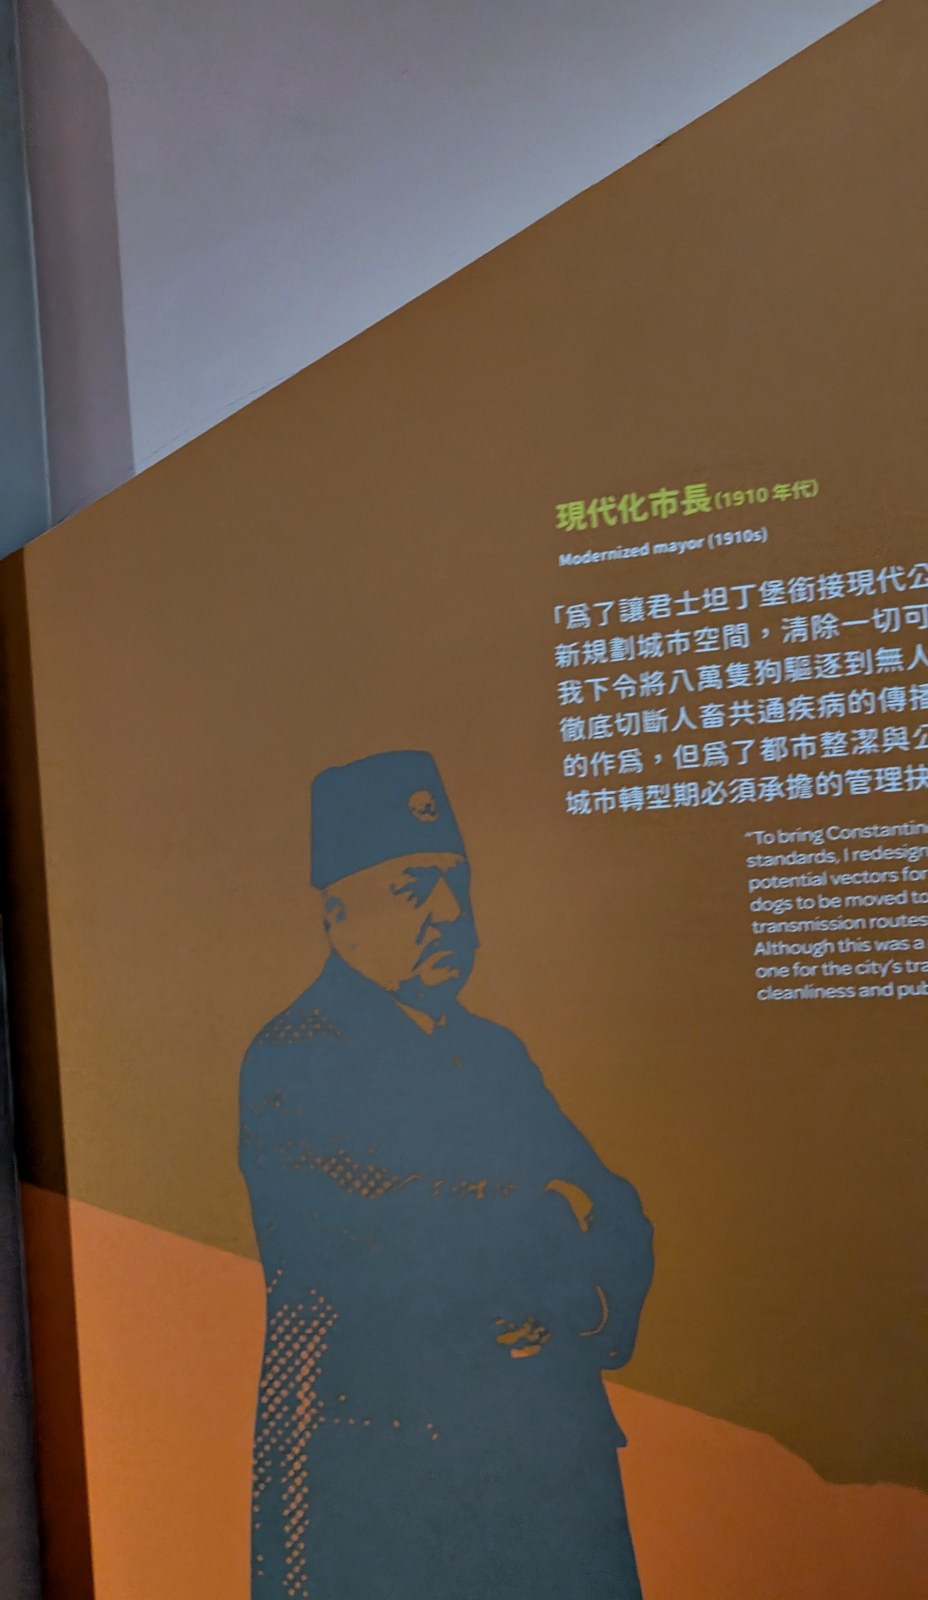 現代化市長(1910 年代)
Modernized mayor (1910s)
「爲了讓君士坦丁堡銜接現代公
新規劃城市空間，清除一切可
我下令將八萬隻狗驅逐到無人
徹底切斷人畜共通疾病的傳播
的作爲，但爲了都市整潔與公
城市轉型期必須承擔的管理抉
"To bring Constantin
standards, I redesign
potential vectors for
dogs to be moved to
transmission routes
Although this was a
one for the city's tra
cleanliness and pub